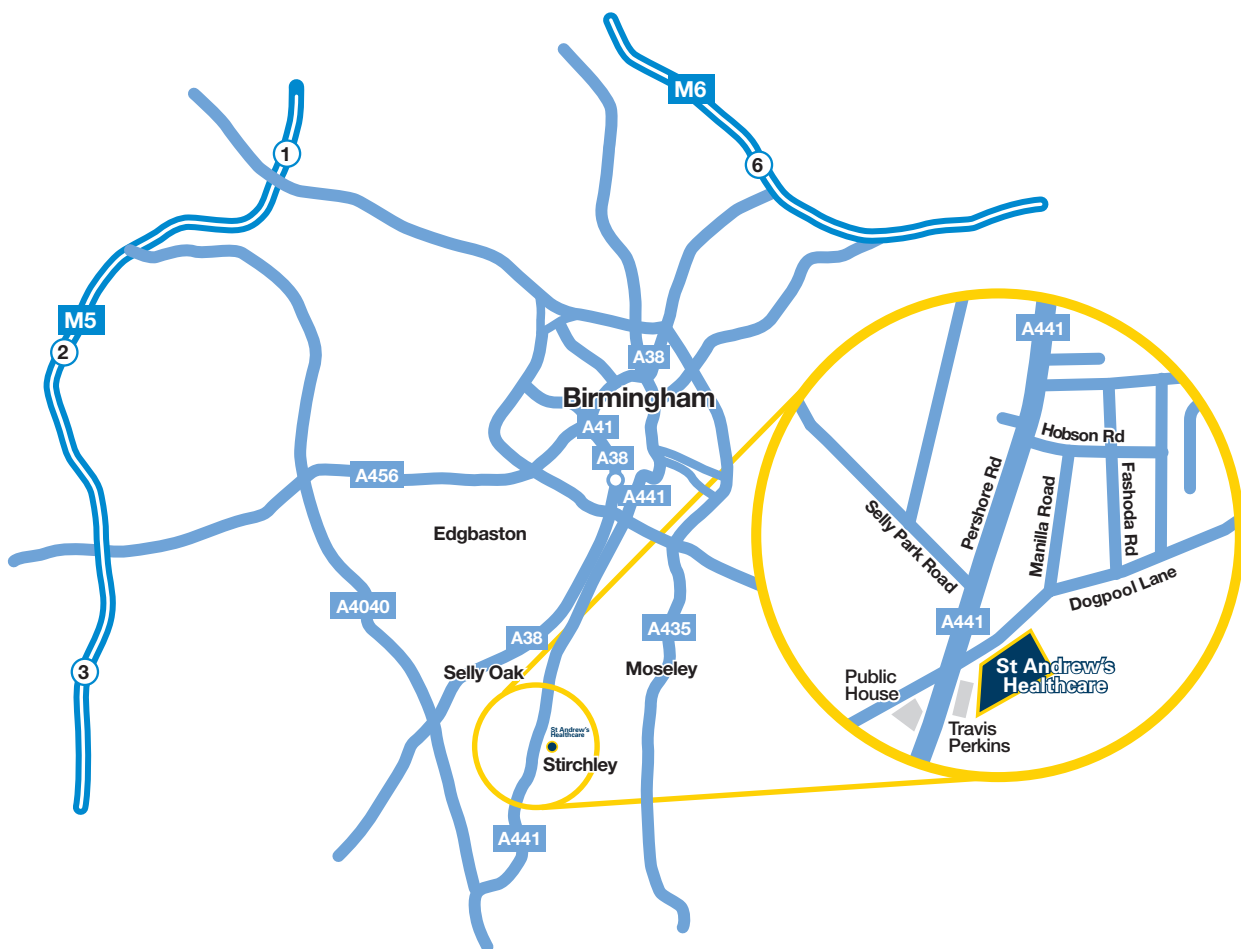 M6
1
6
M5
2
A441
A38
Birmingham
A41
Hobson Rd
A38
A456
A441
Pershore Rd
Fashoda Rd
Manilla Road
Selly Park Road
Edgbaston
Dogpool Lane
A4040
A441
A435
A38
St Andrew's
Healthcare
Selly Oak
Moseley
3
Public
House
Travis
Perkins
St Andrew's
Healthcare
Stirchley
A441